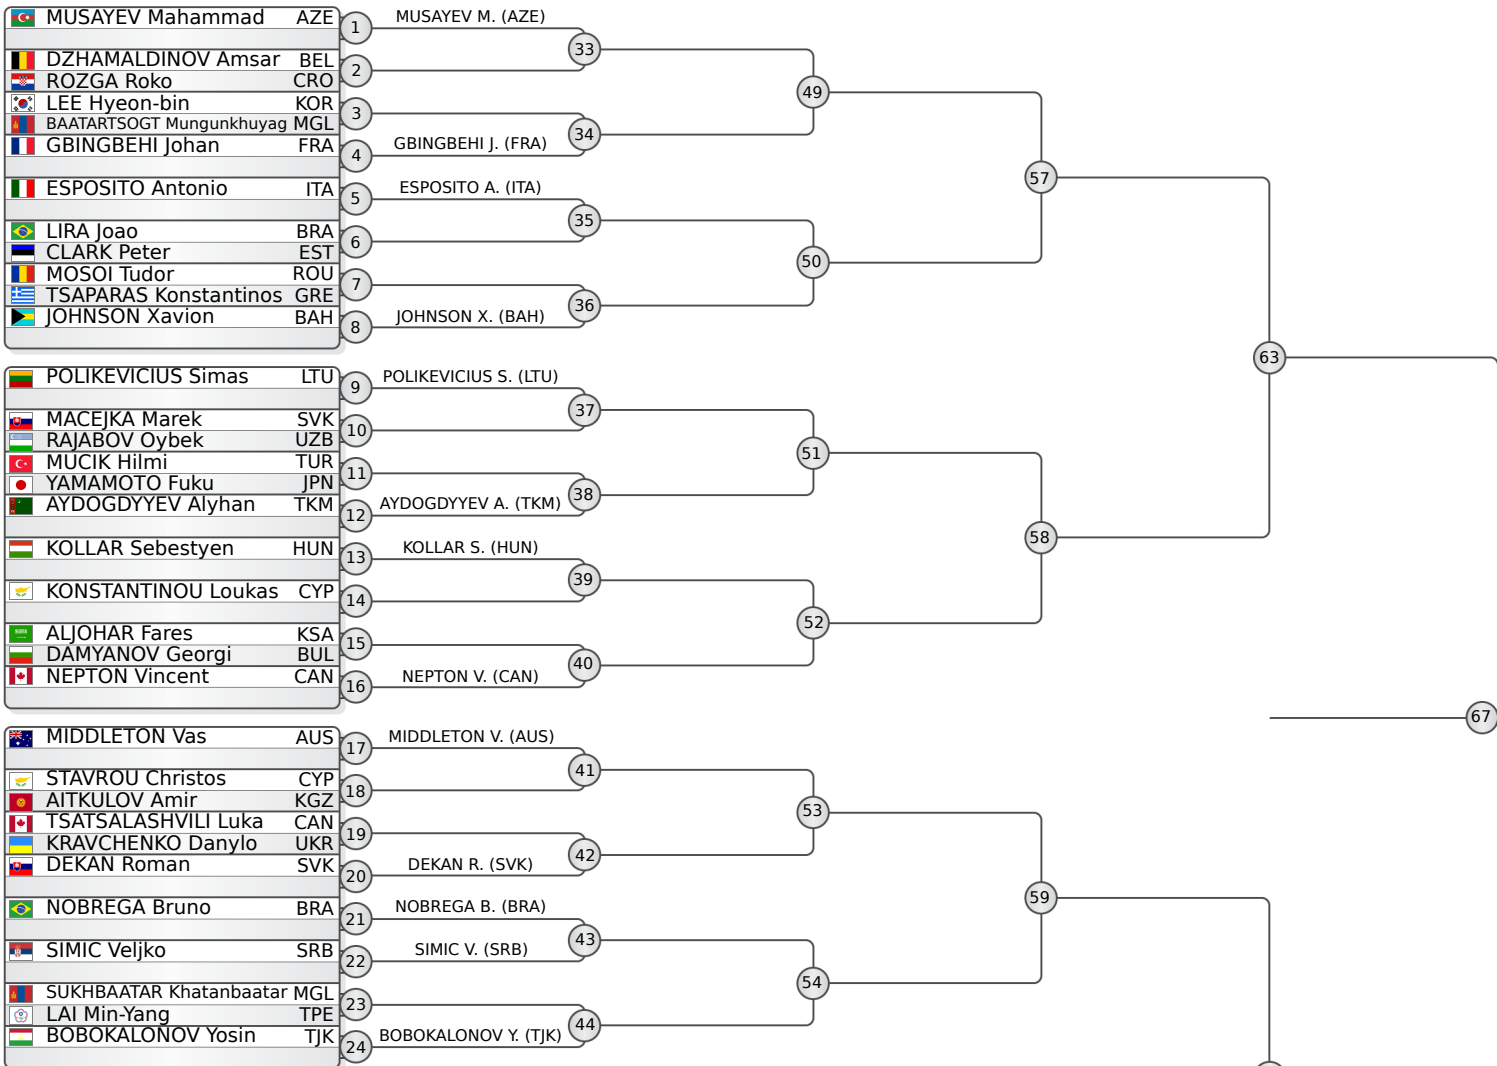 MUSAYEV Mahammad AZE 1 MUSAYEV M. (AZE)
33
DZHAMALDINOV Amsar BEL 2
ROZGA Roko CRO
49
LEE Hyeon-bin KOR 3
BAATARTSOGT Mungunkhuyag MGL
34
GBINGBEHI Johan FRA 4 GBINGBEHI J. (FRA)
57
ESPOSITO Antonio ITA 5 ESPOSITO A. (ITA)
35
LIRA Joao BRA 6
CLARK Peter EST
50
MOSOI Tudor ROU 7
TSAPARAS Konstantinos GRE
36
JOHNSON Xavion BAH 8 JOHNSON X. (BAH)
63
POLIKEVICIUS Simas LTU 9 POLIKEVICIUS S. (LTU)
37
MACEJKA Marek SVK 10
RAJABOV Oybek UZB
51
MUCIK Hilmi TUR 11
YAMAMOTO Fuku JPN
38
AYDOGDYYEV Alyhan TKM 12 AYDOGDYYEV A. (TKM)
58
KOLLAR Sebestyen HUN 13 KOLLAR S. (HUN)
39
KONSTANTINOU Loukas CYP 14
52
ALJOHAR Fares KSA 15
DAMYANOV Georgi BUL
40
NEPTON Vincent CAN 16 NEPTON V. (CAN)
67
MIDDLETON Vas AUS 17 MIDDLETON V. (AUS)
41
STAVROU Christos CYP 18
AITKULOV Amir KGZ
53
TSATSALASHVILI Luka CAN 19
KRAVCHENKO Danylo UKR
42
DEKAN Roman SVK 20 DEKAN R. (SVK)
59
NOBREGA Bruno BRA 21 NOBREGA B. (BRA)
43
SIMIC Veljko SRB 22 SIMIC V. (SRB)
54
SUKHBAATAR Khatanbaatar MGL 23
LAI Min-Yang TPE
44
BOBOKALONOV Yosin TJK 24 BOBOKALONOV Y. (TJK)